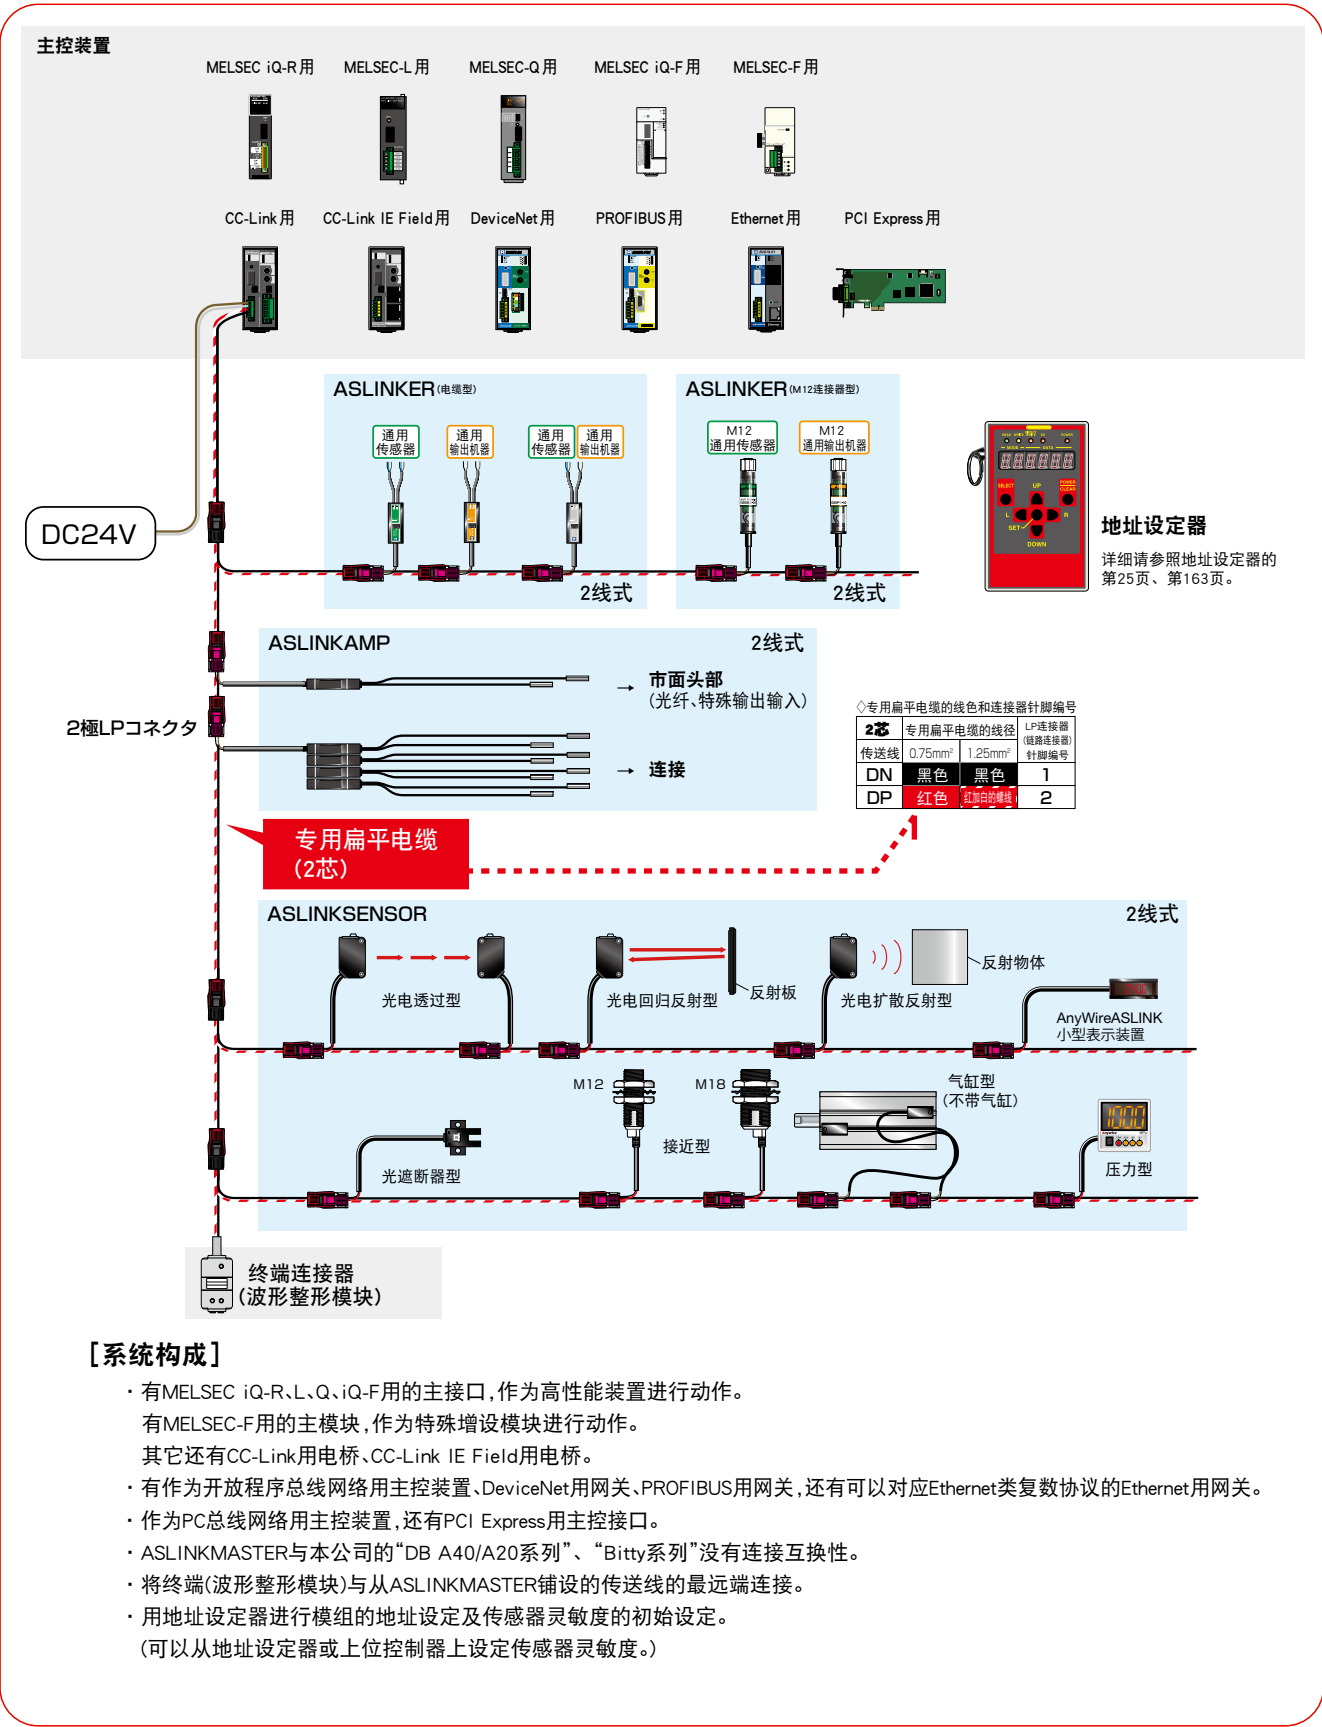 主控装置
MELSEC iQ-R用 MELSEC-L用 MELSEC-Q用 MELSEC iQ-F用 MELSEC-F用
CC-Link用 CC-Link IE Field用 DeviceNet用 PROFIBUS用 Ethernet用 PCI Express用
DC24V
ASLINKER(电缆型)
通用
传感器
通用
输出机器
通用
传感器
通用
输出机器
2线式
ASLINKER(M12连接器型)
M12
通用传感器
M12
通用输出机器
2线式
MODE DATA
SELECT
UP
POWER
CLEAR
L
R
SET
DOWN
地址设定器
详细请参照地址设定器的
第25页、第163页。
ASLINKAMP 2线式
→ 市面头部
(光纤、特殊输出输入)
→ 连接
2極LPコネクタ
◇专用扁平电缆的线色和连接器针脚编号
2芯 专用扁平电缆的线径 LP连接器
(链路连接器)
针脚编号
传送线 0.75mm² 1.25mm²
DN 黑色 黑色 1
DP 红色 红加白的螺线 2
专用扁平电缆
(2芯)
ASLINKSENSOR 2线式
光电透过型
光电回归反射型
反射板
光电扩散反射型
反射物体
AnyWireASLINK
小型表示装置
光遮断器型
M12
M18
接近型
气缸型
(不带气缸)
压力型
终端连接器
(波形整形模块)
[系统构成]
・有MELSEC iQ-R、L、Q、iQ-F用的主接口,作为高性能装置进行动作。
有MELSEC-F用的主模块,作为特殊增设模块进行动作。
其它还有CC-Link用电桥、CC-Link IE Field用电桥。
・有作为开放程序总线网络用主控装置、DeviceNet用网关、PROFIBUS用网关,还有可以对应Ethernet类复数协议的Ethernet用网关。
・作为PC总线网络用主控装置,还有PCI Express用主控接口。
・ASLINKMASTER与本公司的“DB A40/A20系列”、“Bitty系列”没有连接互换性。
・将终端(波形整形模块)与从ASLINKMASTER铺设的传送线的最远端连接。
・用地址设定器进行模组的地址设定及传感器灵敏度的初始设定。
(可以从地址设定器或上位控制器上设定传感器灵敏度。)